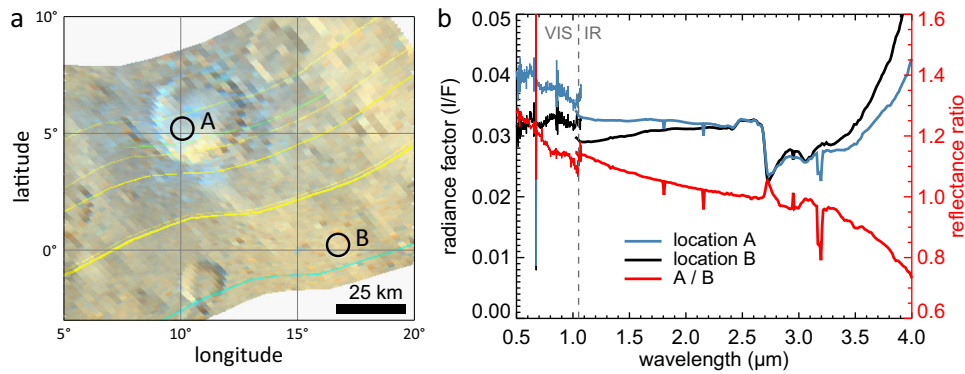 a
10°
5°
0°
latitude
A
B
25 km
5°
10°
15°
20°
longitude
b
0.05
0.04
0.03
0.02
0.01
0.00
radiance factor (I/F)
VIS
IR
location A
location B
A / B
0.5
1.0
1.5
2.0
2.5
3.0
3.5
4.0
wavelength (μm)
1.6
1.4
1.2
1.0
0.8
0.6
reflectance ratio